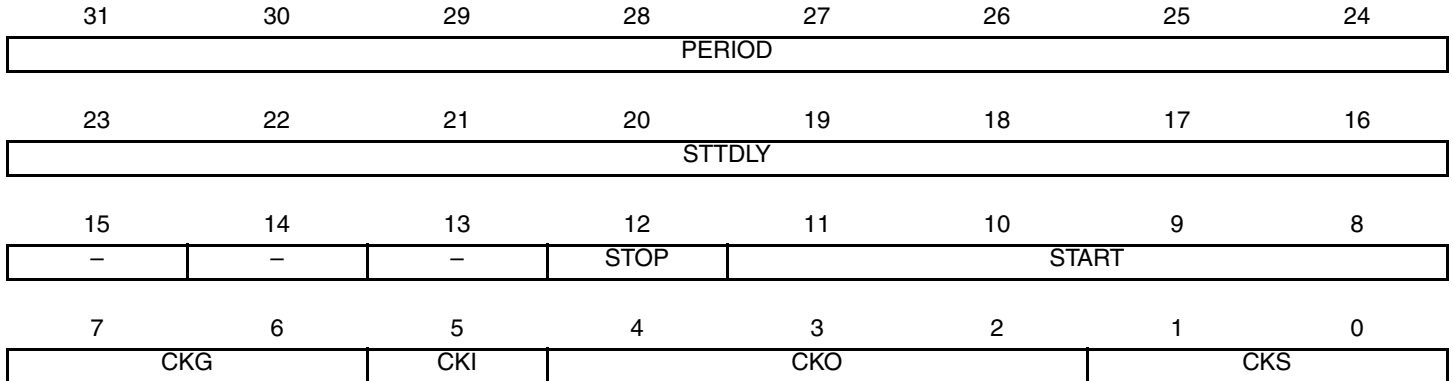 31 30 29 28 27 26 25 24
PERIOD
23 22 21 20 19 18 17 16
STTDLY
15 14 13 12 11 10 9 8
– – – STOP START
7 6 5 4 3 2 1 0
CKG CKI CKO CKS